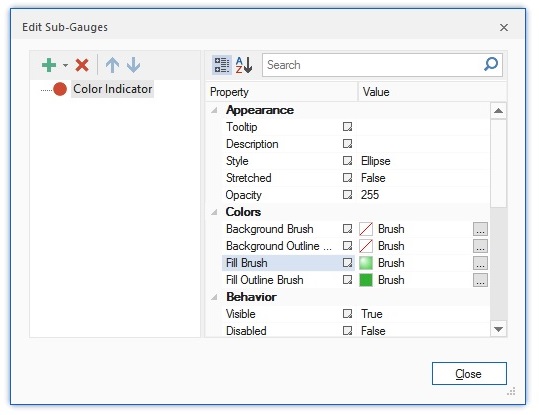 Edit Sub-Gauges
Search
Color Indicator
Property Value
Appearance
Tooltip
Description
Style Ellipse
Stretched False
Opacity 255
Colors
Background Brush Brush ...
Background Outline ... Brush ...
Fill Brush Brush ...
Fill Outline Brush Brush ...
Behavior
Visible True
Disabled False
Close